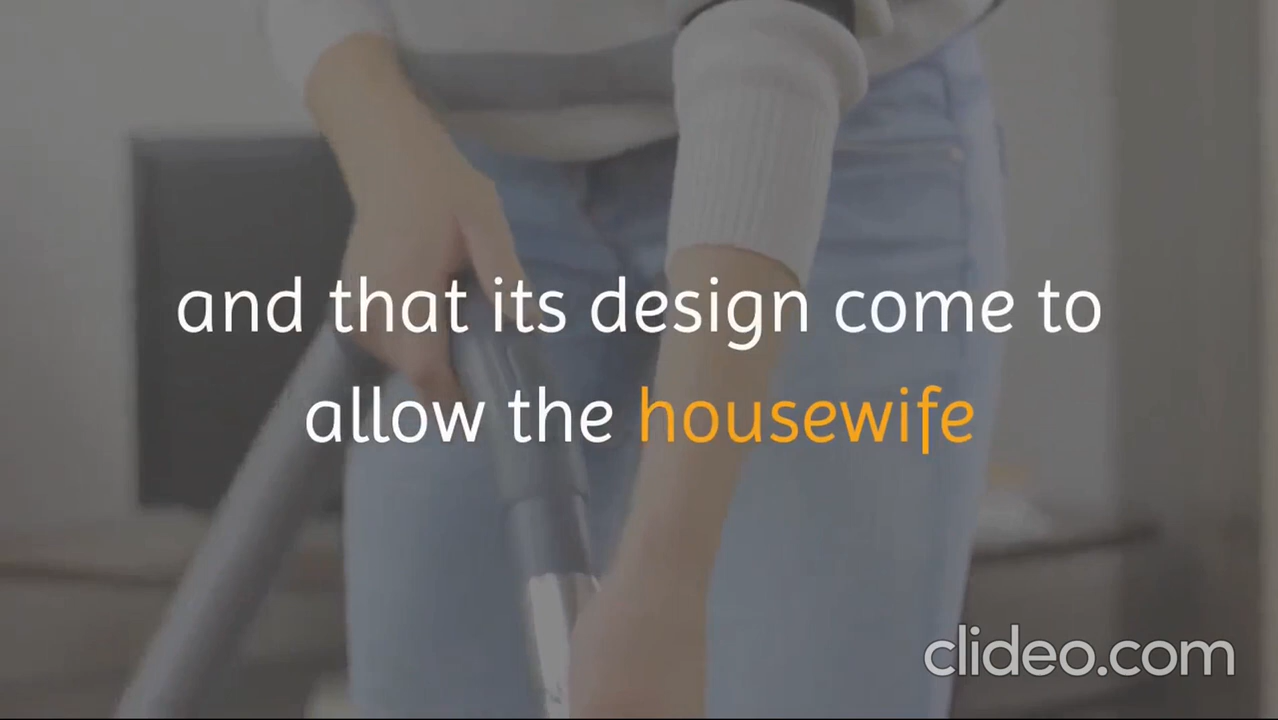 and that its design come to
allow the housewife
clideo.com